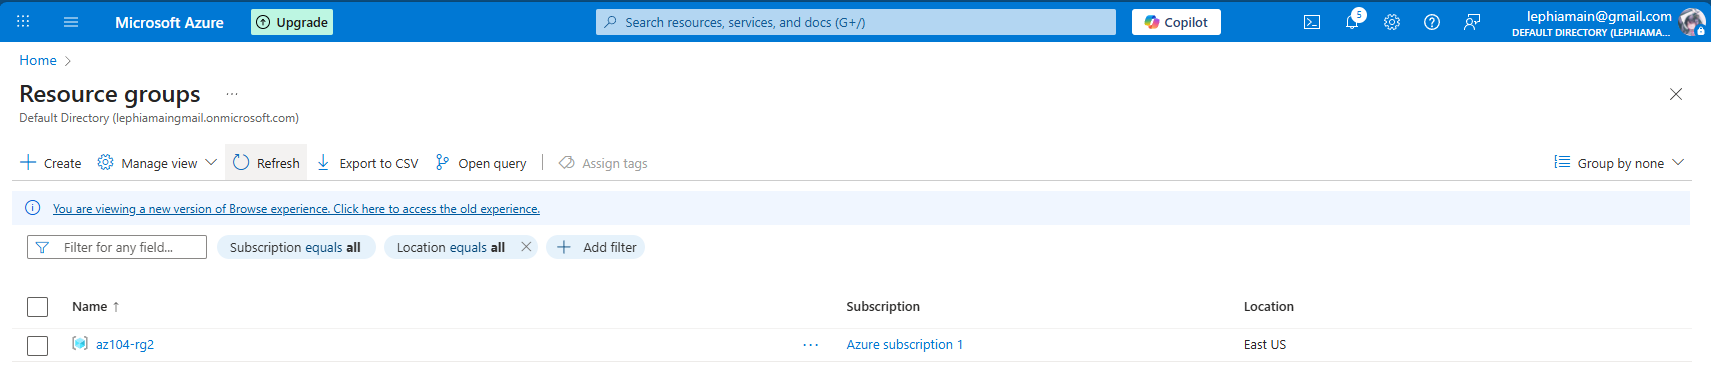 Microsoft Azure
Upgrade
Search resources, services, and docs (G+/)
Copilot
5
lephiamain@gmail.com
DEFAULT DIRECTORY (LEPHIAMA...
Home
Resource groups
...
Default Directory (lephiamaingmail.onmicrosoft.com)
Create
Manage view
Refresh
Export to CSV
Open query
Assign tags
Group by none
You are viewing a new version of Browse experience. Click here to access the old experience.
Filter for any field...
Subscription equals all
Location equals all
Add filter
Name ↑
Subscription
Location
az104-rg2
...
Azure subscription 1
East US